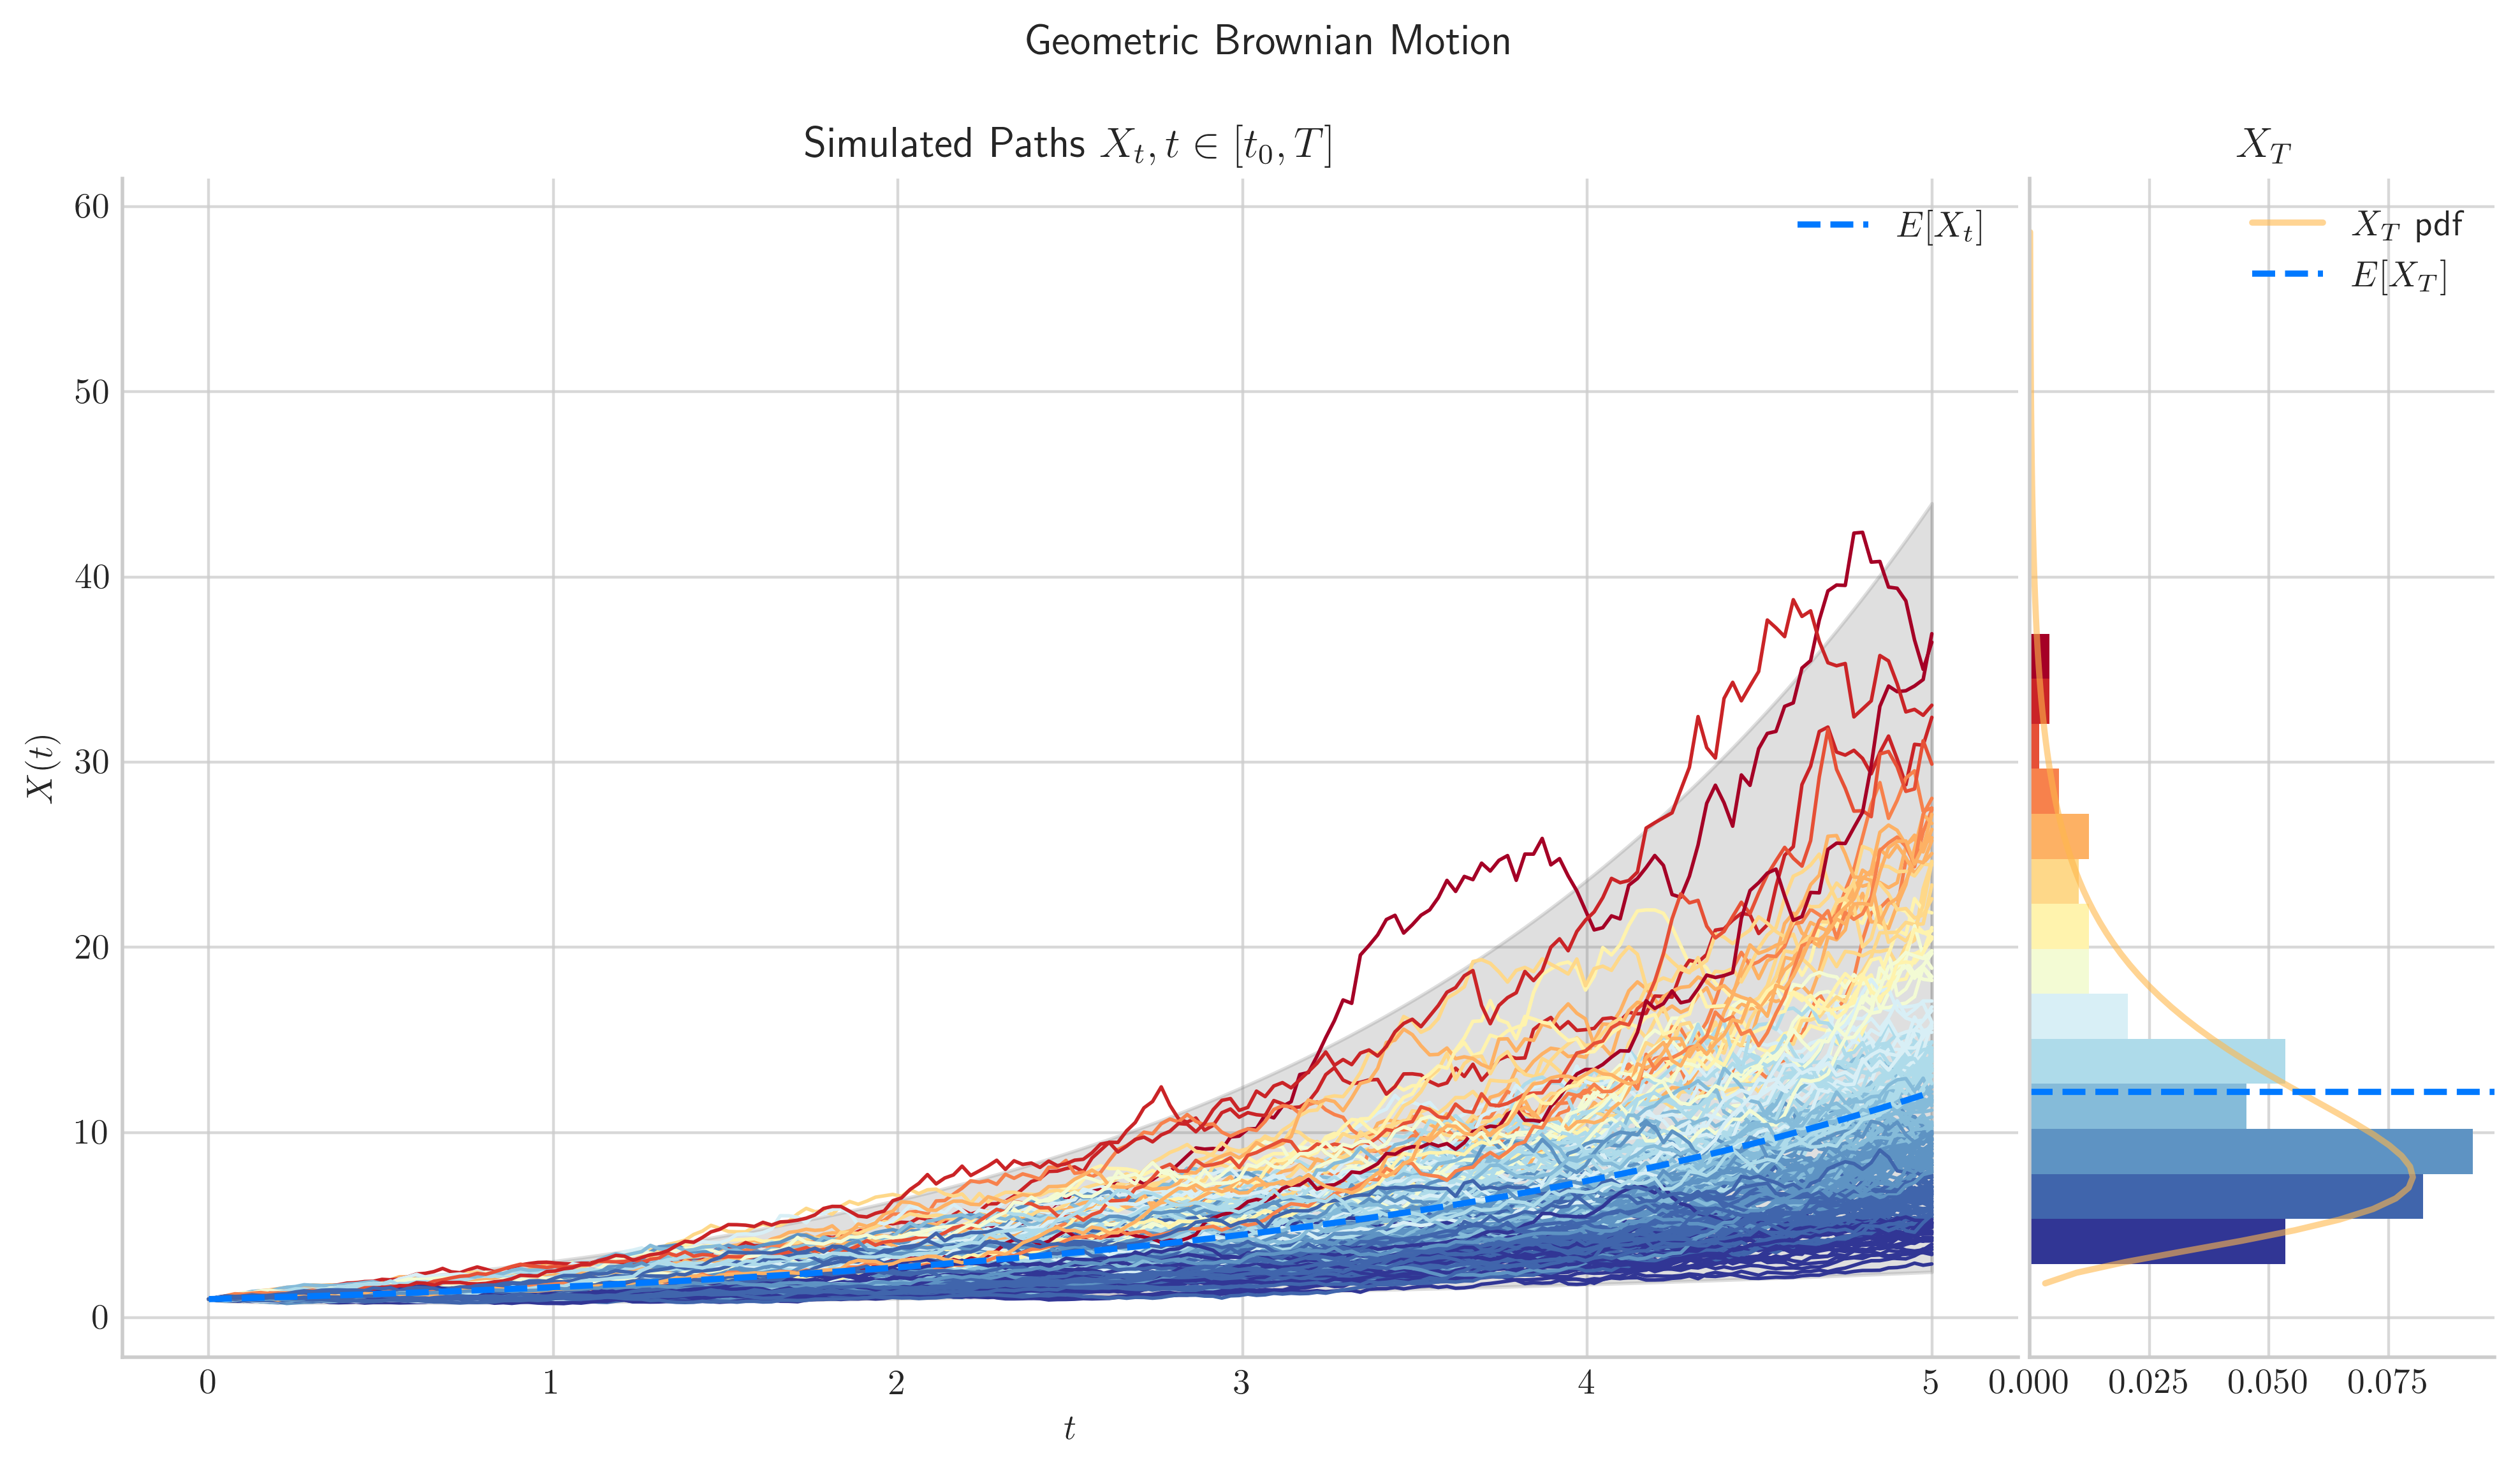 Geometric Brownian Motion
Simulated Paths $X_t, t \in [t_0, T]$
$X_T$
60
50
40
30
20
10
0
$X(t)$
$E[X_t]$
$X_T$ pdf
$E[X_T]$
0 1 2 3 4 5
0.000 0.025 0.050 0.075
$t$